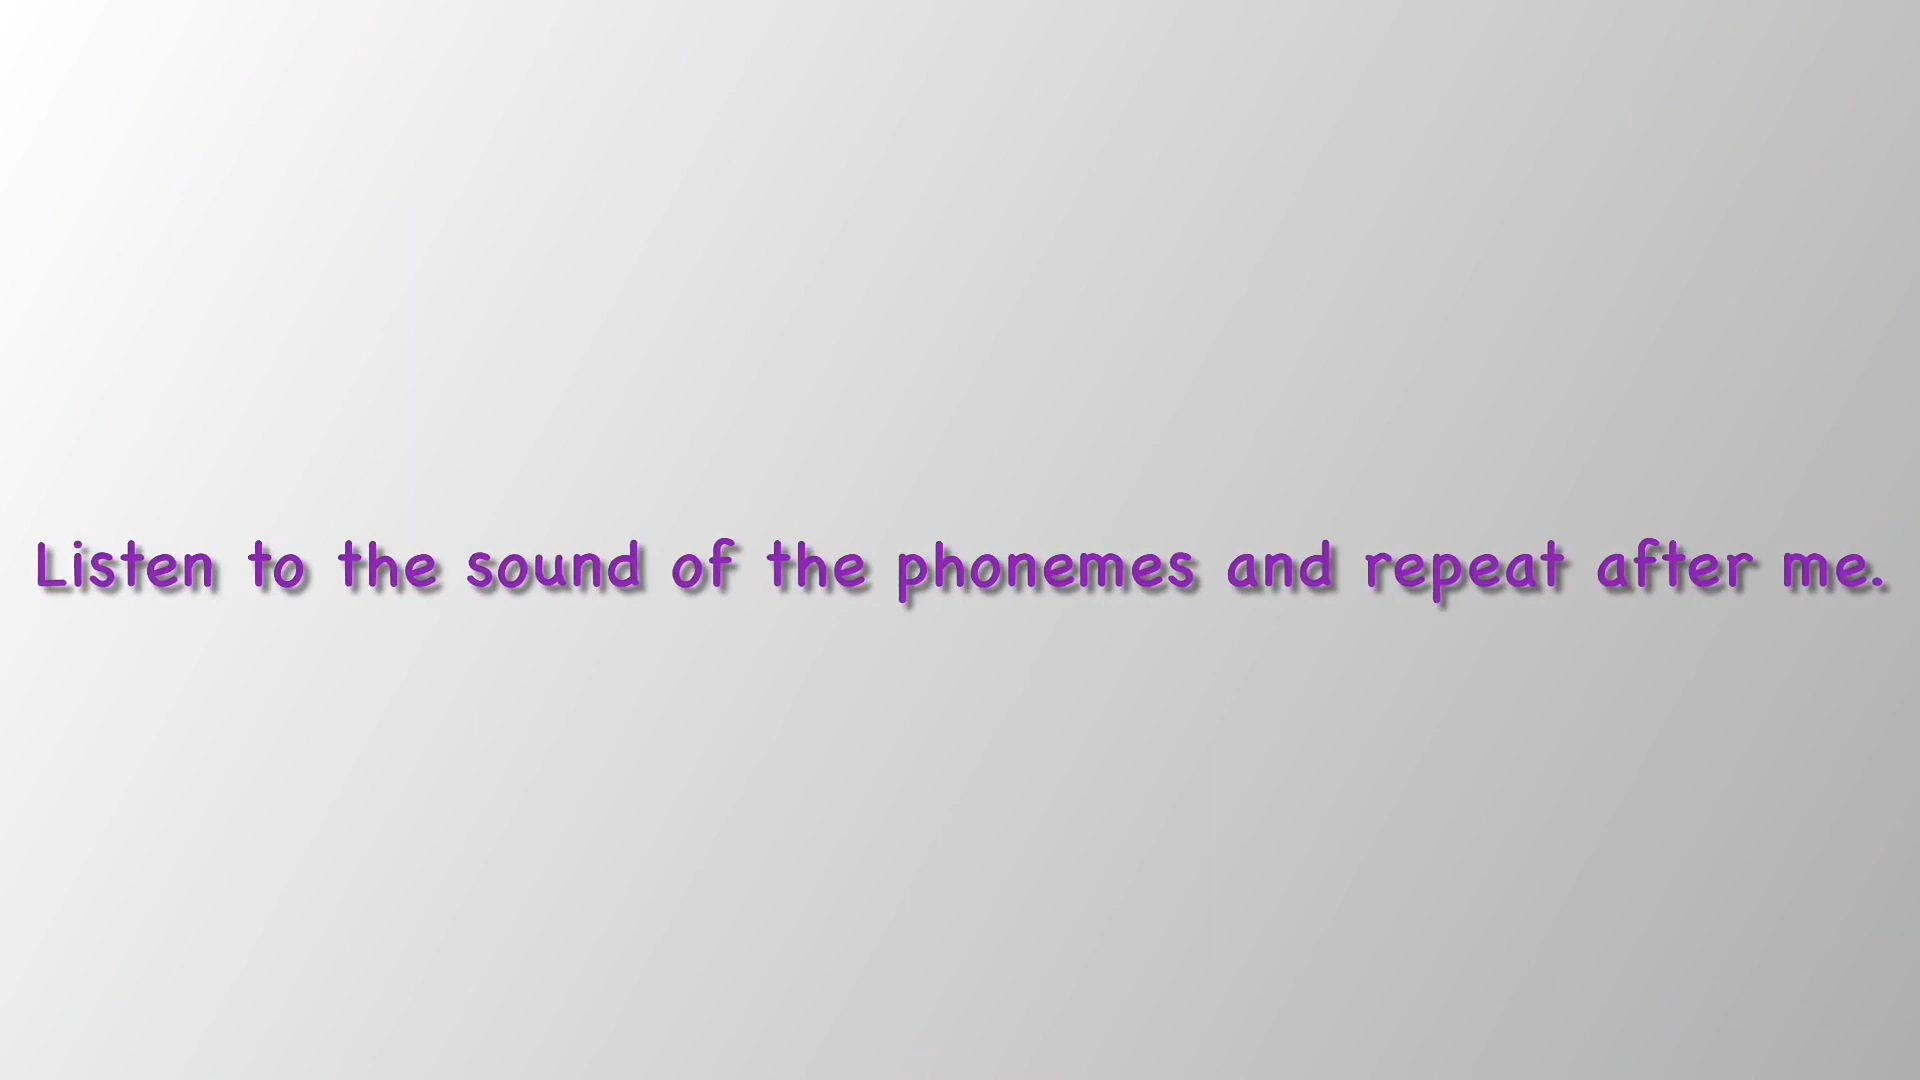 Listen to the sound of the phonemes and repeat after me.